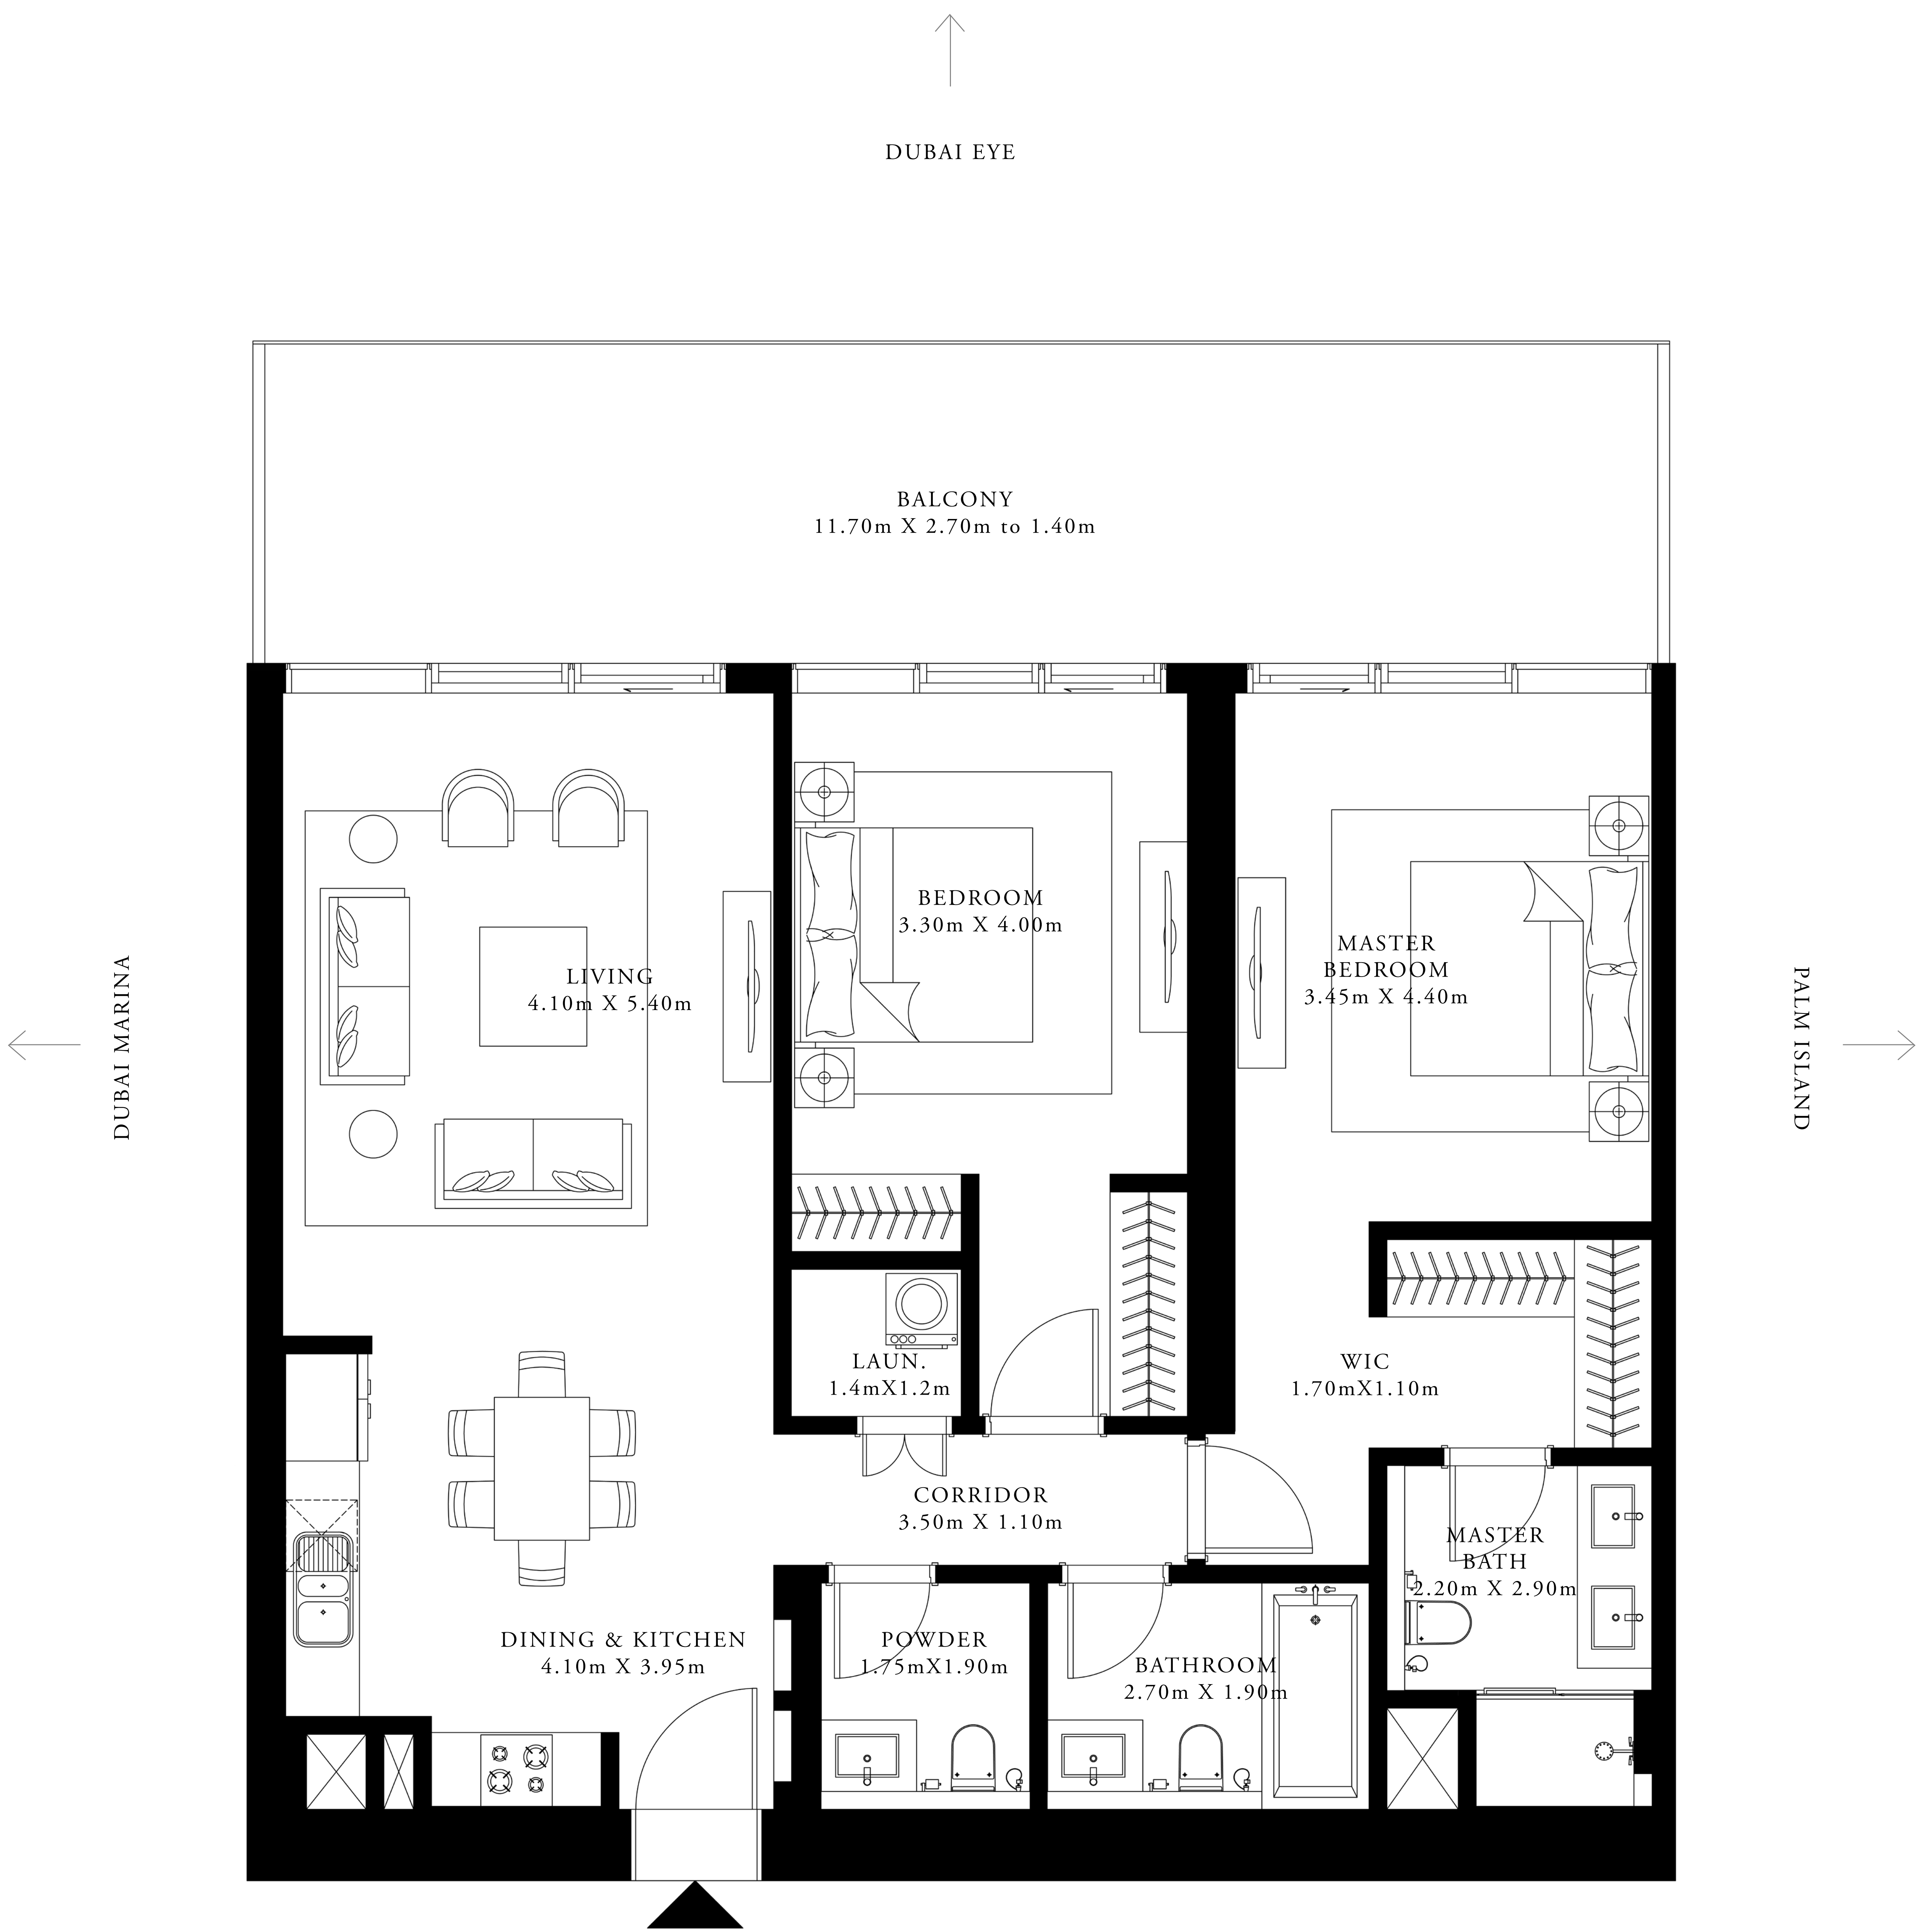 DUBAI EYE
BALCONY
11.70m X 2.70m to 1.40m
DUBAI MARINA
LIVING
4.10m X 5.40m
BEDROOM
3.30m X 4.00m
MASTER
BEDROOM
3.45m X 4.40m
PALM ISLAND
LAUN.
1.4mX1.2m
WIC
1.70mX1.10m
CORRIDOR
3.50m X 1.10m
MASTER
BATH
2.20m X 2.90m
DINING & KITCHEN
4.10m X 3.95m
POWDER
1.75mX1.90m
BATHROOM
2.70m X 1.90m